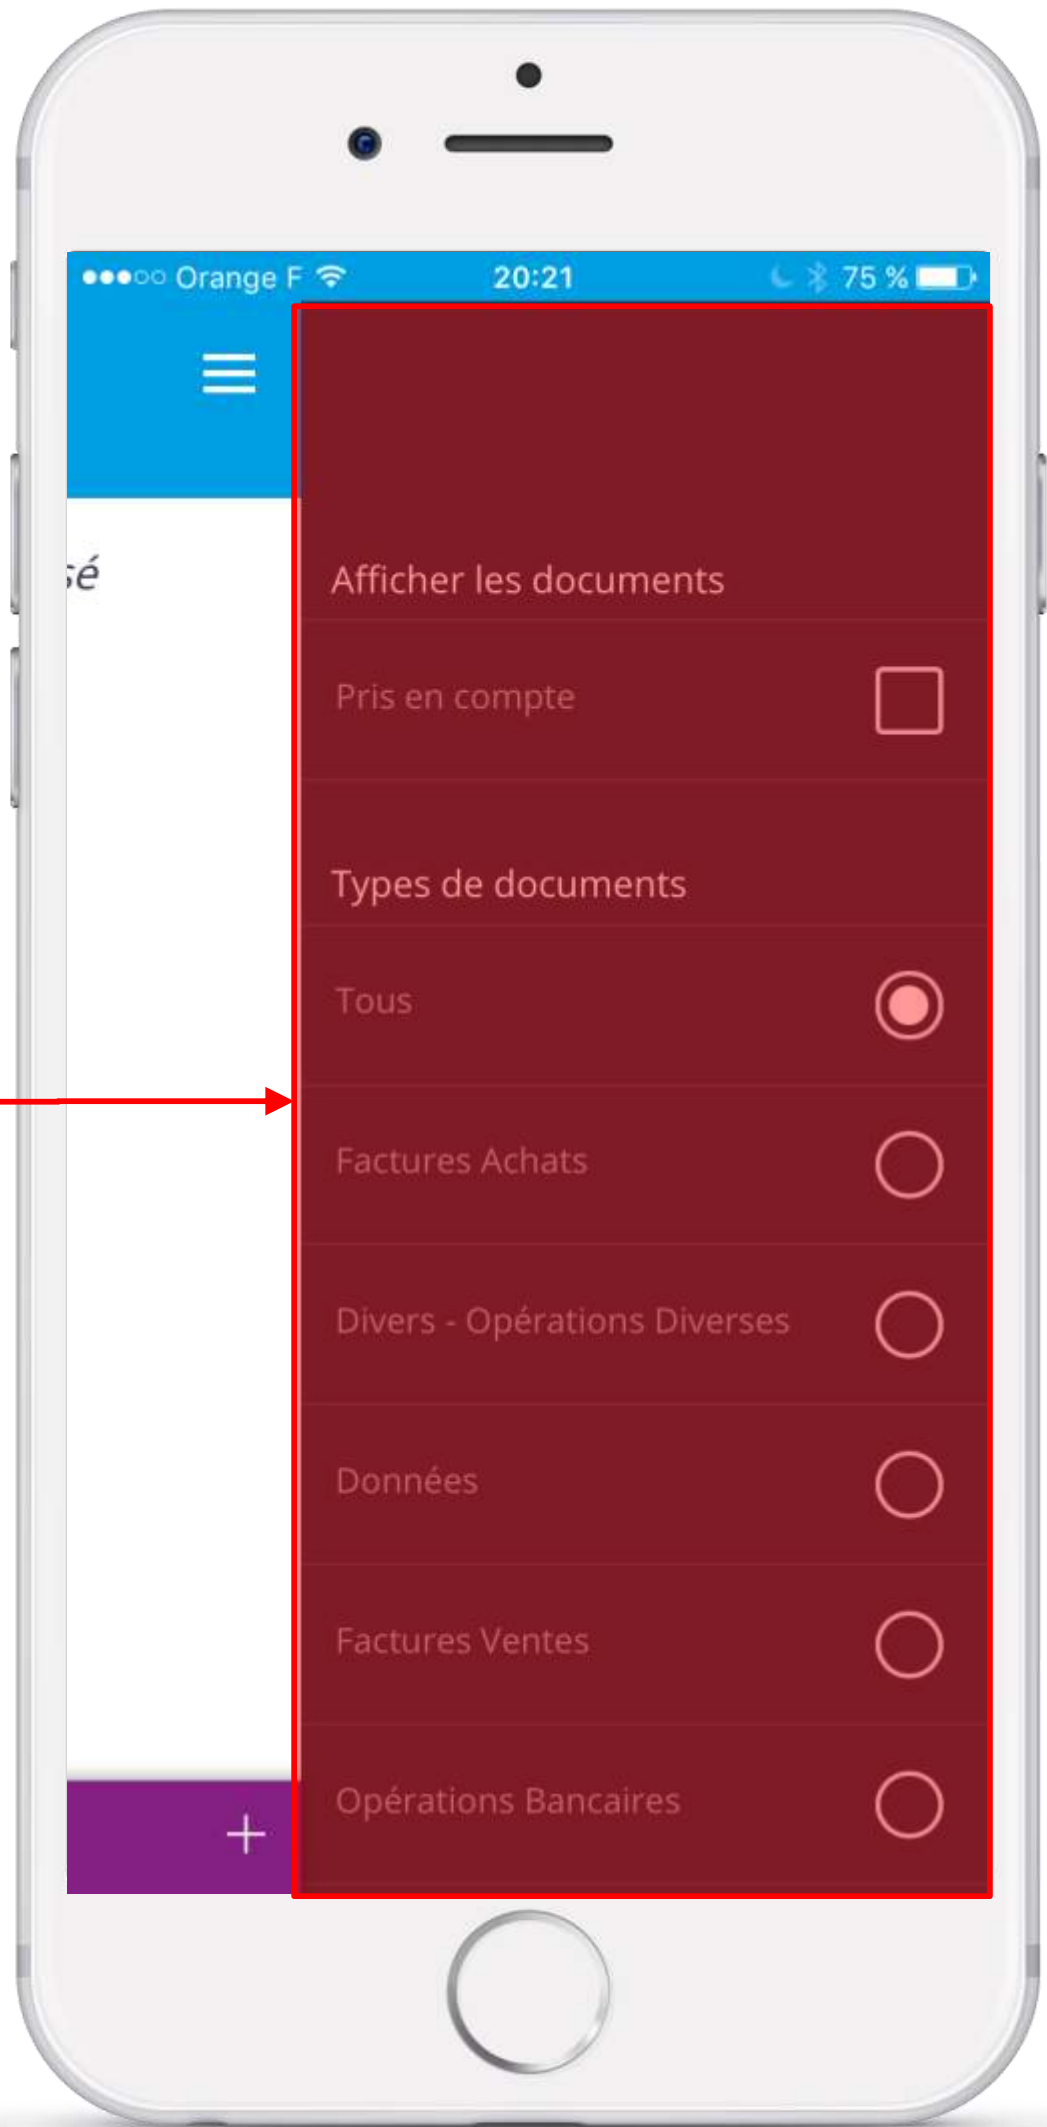 Orange F 20:21 75 %
sé
Afficher les documents
Pris en compte
Types de documents
Tous
Factures Achats
Divers - Opérations Diverses
Données
Factures Ventes
Opérations Bancaires